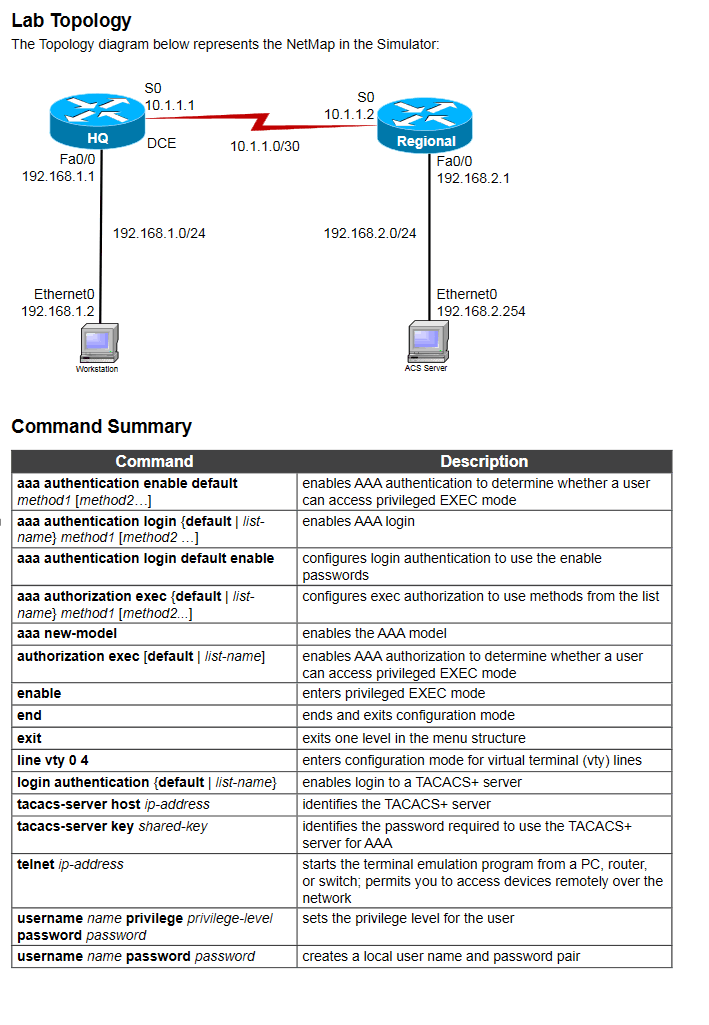 Lab Topology
The Topology diagram below represents the NetMap in the Simulator:
S0
10.1.1.1
S0
10.1.1.2
HQ
DCE
10.1.1.0/30
Regional
Fa0/0
192.168.1.1
Fa0/0
192.168.2.1
192.168.1.0/24
192.168.2.0/24
Ethernet0
192.168.1.2
Ethernet0
192.168.2.254
Workstation
ACS Server
Command Summary
Command
Description
aaa authentication enable default
method1 [method2…]
enables AAA authentication to determine whether a user
can access privileged EXEC mode
aaa authentication login {default | list-
name} method1 [method2 …]
enables AAA login
aaa authentication login default enable
configures login authentication to use the enable
passwords
aaa authorization exec {default | list-
name} method1 [method2...]
configures exec authorization to use methods from the list
aaa new-model
enables the AAA model
authorization exec [default | list-name]
enables AAA authorization to determine whether a user
can access privileged EXEC mode
enable
enters privileged EXEC mode
end
ends and exits configuration mode
exit
exits one level in the menu structure
line vty 0 4
enters configuration mode for virtual terminal (vty) lines
login authentication {default | list-name}
enables login to a TACACS+ server
tacacs-server host ip-address
identifies the TACACS+ server
tacacs-server key shared-key
identifies the password required to use the TACACS+
server for AAA
telnet ip-address
starts the terminal emulation program from a PC, router,
or switch; permits you to access devices remotely over the
network
username name privilege privilege-level
password password
sets the privilege level for the user
username name password password
creates a local user name and password pair